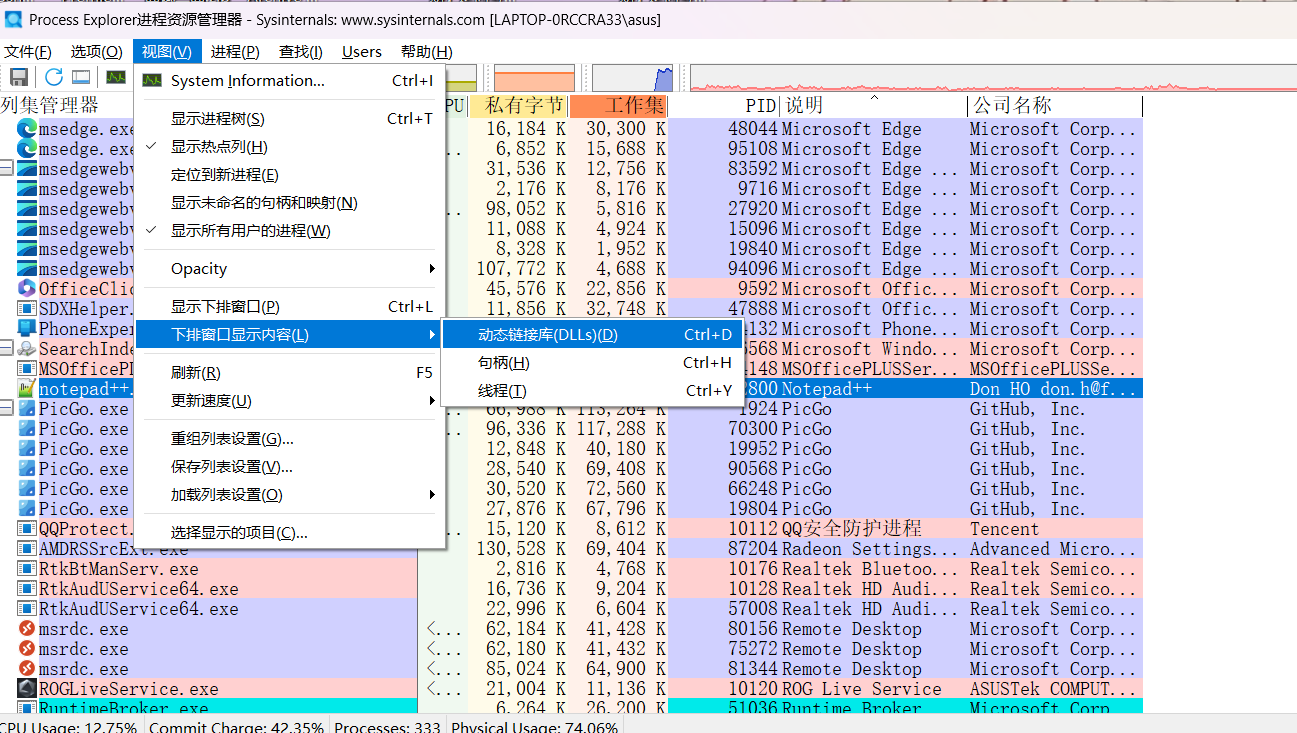 Process Explorer进程资源管理器 - Sysinternals: www.sysinternals.com [LAPTOP-0RCCRA33\asus]
文件(F) 选项(O) 视图(V) 进程(P) 查找(I) Users 帮助(H)
System Information... Ctrl+I
显示进程树(S) Ctrl+T
显示热点列(H)
定位到新进程(E)
显示未命名的句柄和映射(N)
显示所有用户的进程(W)
Opacity
显示下排窗口(P) Ctrl+L
下排窗口显示内容(L)
刷新(R) F5
更新速度(U)
重组列表设置(G)...
保存列表设置(V)...
加载列表设置(O)
选择显示的项目(C)...
动态链接库(DLLs)(D) Ctrl+D
句柄(H) Ctrl+H
线程(T) Ctrl+Y
列集管理器 PU 私有字节 工作集 PID 说明 公司名称
msedge.exe 16,184 K 30,300 K 48044 Microsoft Edge Microsoft Corp...
msedge.exe .. 6,852 K 15,688 K 95108 Microsoft Edge Microsoft Corp...
msedgewebv 31,536 K 12,756 K 83592 Microsoft Edge ... Microsoft Corp...
msedgewebv 2,176 K 8,176 K 9716 Microsoft Edge ... Microsoft Corp...
msedgewebv .. 98,052 K 5,816 K 27920 Microsoft Edge ... Microsoft Corp...
msedgewebv 11,088 K 4,924 K 15096 Microsoft Edge ... Microsoft Corp...
msedgewebv 8,328 K 1,952 K 19840 Microsoft Edge ... Microsoft Corp...
msedgewebv 107,772 K 4,688 K 94096 Microsoft Edge ... Microsoft Corp...
OfficeClic 45,576 K 22,856 K 9592 Microsoft Offic... Microsoft Corp...
SDXHelper. 11,856 K 32,748 K 47888 Microsoft Offic... Microsoft Corp...
PhoneExper 132 Microsoft Phone... Microsoft Corp...
SearchInde 568 Microsoft Windo... Microsoft Corp...
MSOfficePL 148 MSOfficePLUSSer... MSOfficePLUSSe...
notepad++. 2800 Notepad++ Don HO don.h@f...
PicGo.exe .. 66,988 K 113,264 K 1924 PicGo GitHub, Inc.
PicGo.exe .. 96,336 K 117,288 K 70300 PicGo GitHub, Inc.
PicGo.exe 12,848 K 40,180 K 19952 PicGo GitHub, Inc.
PicGo.exe 28,540 K 69,408 K 90568 PicGo GitHub, Inc.
PicGo.exe .. 30,520 K 72,560 K 66248 PicGo GitHub, Inc.
PicGo.exe 27,876 K 67,796 K 19804 PicGo GitHub, Inc.
QQProtect. .. 15,120 K 8,612 K 10112 QQ安全防护进程 Tencent
AMDRSSrcExt.exe 130,528 K 69,404 K 87204 Radeon Settings... Advanced Micro...
RtkBtManServ.exe 2,816 K 4,768 K 10176 Realtek Bluetoo... Realtek Semico...
RtkAudUService64.exe 16,736 K 9,204 K 10128 Realtek HD Audi... Realtek Semico...
RtkAudUService64.exe 22,996 K 6,604 K 57008 Realtek HD Audi... Realtek Semico...
msrdc.exe <... 62,184 K 41,428 K 80156 Remote Desktop Microsoft Corp...
msrdc.exe <... 62,180 K 41,432 K 75272 Remote Desktop Microsoft Corp...
msrdc.exe <... 85,024 K 64,900 K 81344 Remote Desktop Microsoft Corp...
ROGLiveService.exe <... 21,004 K 11,136 K 10120 ROG Live Service ASUSTek COMPUT...
RuntimeBroker.exe 6,264 K 26,200 K 51036 Runtime Broker Microsoft Corp
CPU Usage: 12.75% Commit Charge: 42.35% Processes: 333 Physical Usage: 74.06%